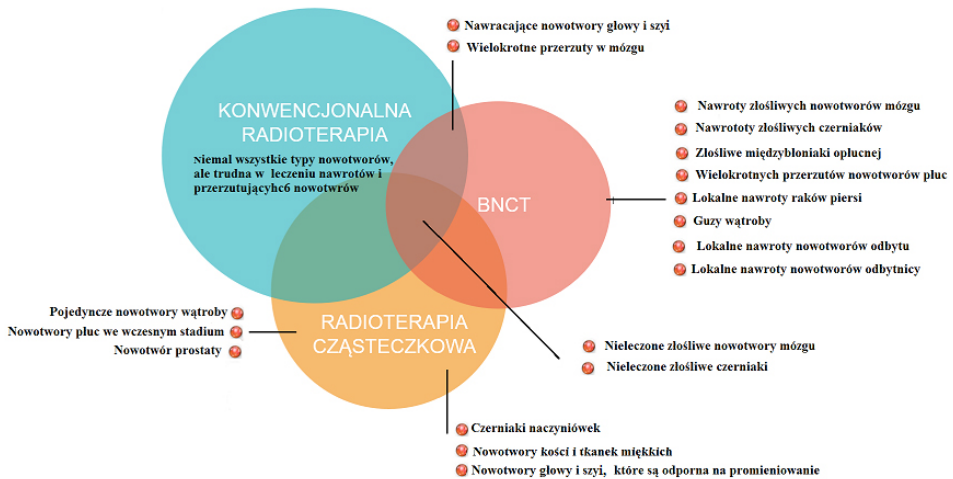 Nawracające nowotwory głowy i szyi
Wielokrotne przerzuty w mózgu
KONWENCJONALNA
RADIOTERAPIA
Niemal wszystkie typy nowotworów,
ale trudna w leczeniu nawrotów i
przerzutującyhc6 nowotwrów
BNCT
Nawroty złośliwych nowotworów mózgu
Nawrototy złośliwych czerniaków
Złośliwe międzybłoniaki opłucnej
Wielokrotnych przerzutów nowotworów płuc
Lokalne nawroty raków piersi
Guzy wątroby
Lokalne nawroty nowotworów odbytu
Lokalne nawroty nowotworów odbytnicy
Pojedyncze nowotwory wątroby
Nowotwory płuc we wczesnym stadium
Nowotwór prostaty
RADIOTERAPIA
CZĄSTECZKOWA
Nieleczone złośliwe nowotwory mózgu
Nieleczone złośliwe czerniaki
Czerniaki naczyniówek
Nowotwory kości i tkanek miękkich
Nowotwory głowy i szyi, które są odporna na promieniowanie